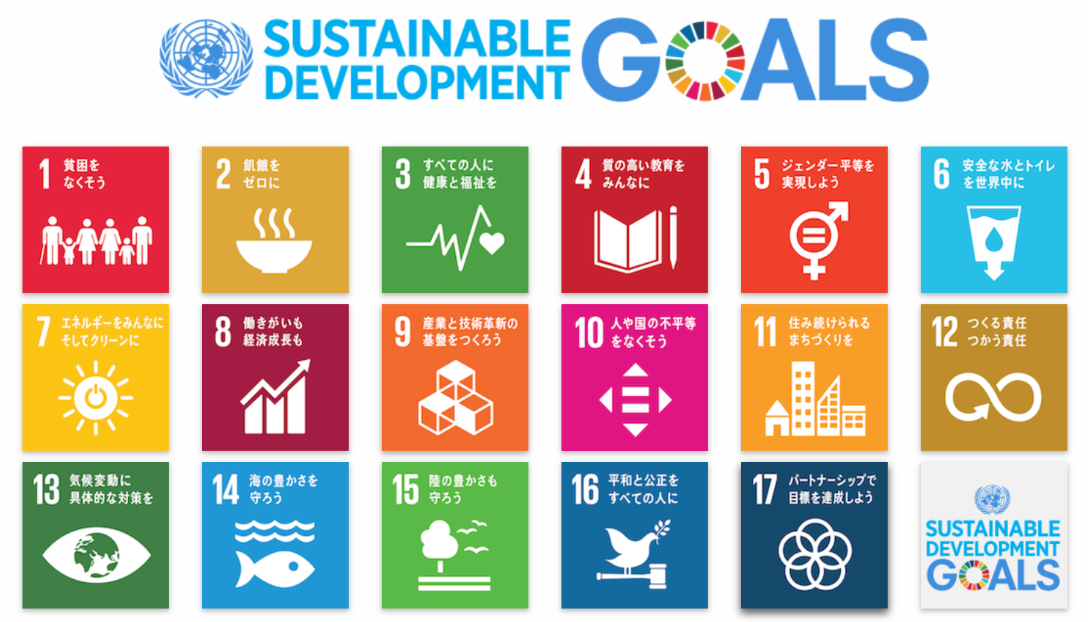 SUSTAINABLE
DEVELOPMENT
GOALS
1 貧困を
なくそう
2 飢餓を
ゼロに
3 すべての人に
健康と福祉を
4 質の高い教育を
みんなに
5 ジェンダー平等を
実現しよう
6 安全な水とトイレ
を世界中に
7 エネルギーをみんなに
そしてクリーンに
8 働きがいも
経済成長も
9 産業と技術革新の
基盤をつくろう
10 人や国の不平等
をなくそう
11 住み続けられる
まちづくりを
12 つくる責任
つかう責任
13 気候変動に
具体的な対策を
14 海の豊かさを
守ろう
15 陸の豊かさも
守ろう
16 平和と公正を
すべての人に
17 パートナーシップで
目標を達成しよう
SUSTAINABLE
DEVELOPMENT
GOALS